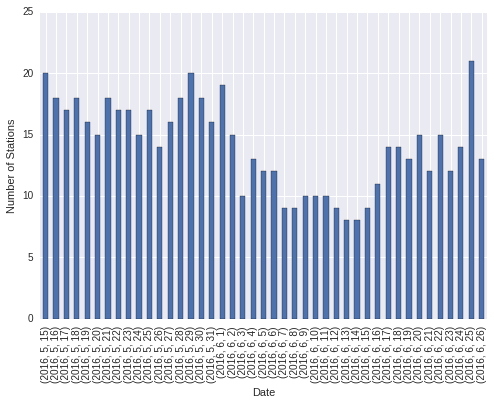 25
20
15
10
5
0
Number of Stations
(2016, 5, 15)
(2016, 5, 16)
(2016, 5, 17)
(2016, 5, 18)
(2016, 5, 19)
(2016, 5, 20)
(2016, 5, 21)
(2016, 5, 22)
(2016, 5, 23)
(2016, 5, 24)
(2016, 5, 25)
(2016, 5, 26)
(2016, 5, 27)
(2016, 5, 28)
(2016, 5, 29)
(2016, 5, 30)
(2016, 5, 31)
(2016, 6, 1)
(2016, 6, 2)
(2016, 6, 3)
(2016, 6, 4)
(2016, 6, 5)
(2016, 6, 6)
(2016, 6, 7)
(2016, 6, 8)
(2016, 6, 9)
(2016, 6, 10)
(2016, 6, 11)
(2016, 6, 12)
(2016, 6, 13)
(2016, 6, 14)
(2016, 6, 15)
(2016, 6, 16)
(2016, 6, 17)
(2016, 6, 18)
(2016, 6, 19)
(2016, 6, 20)
(2016, 6, 21)
(2016, 6, 22)
(2016, 6, 23)
(2016, 6, 24)
(2016, 6, 25)
(2016, 6, 26)
Date